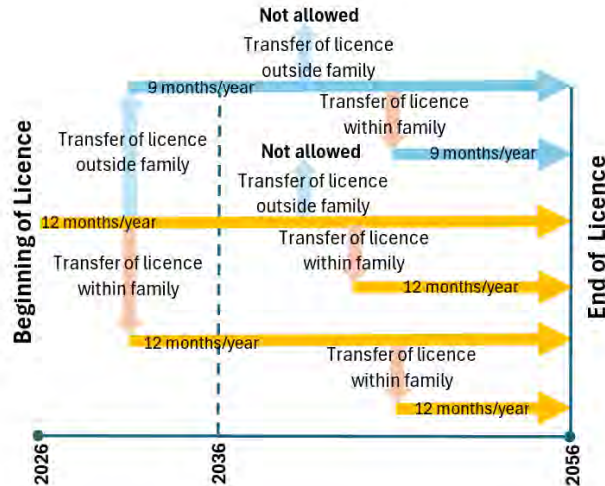 Not allowed
Transfer of licence
outside family
9 months/year
Transfer of licence
within family
Transfer of licence
outside family
Not allowed
9 months/year
Transfer of licence
outside family
12 months/year
Transfer of licence
within family
Transfer of licence
within family
12 months/year
12 months/year
Transfer of licence
within family
12 months/year
Beginning of Licence
End of Licence
2026
2036
2056